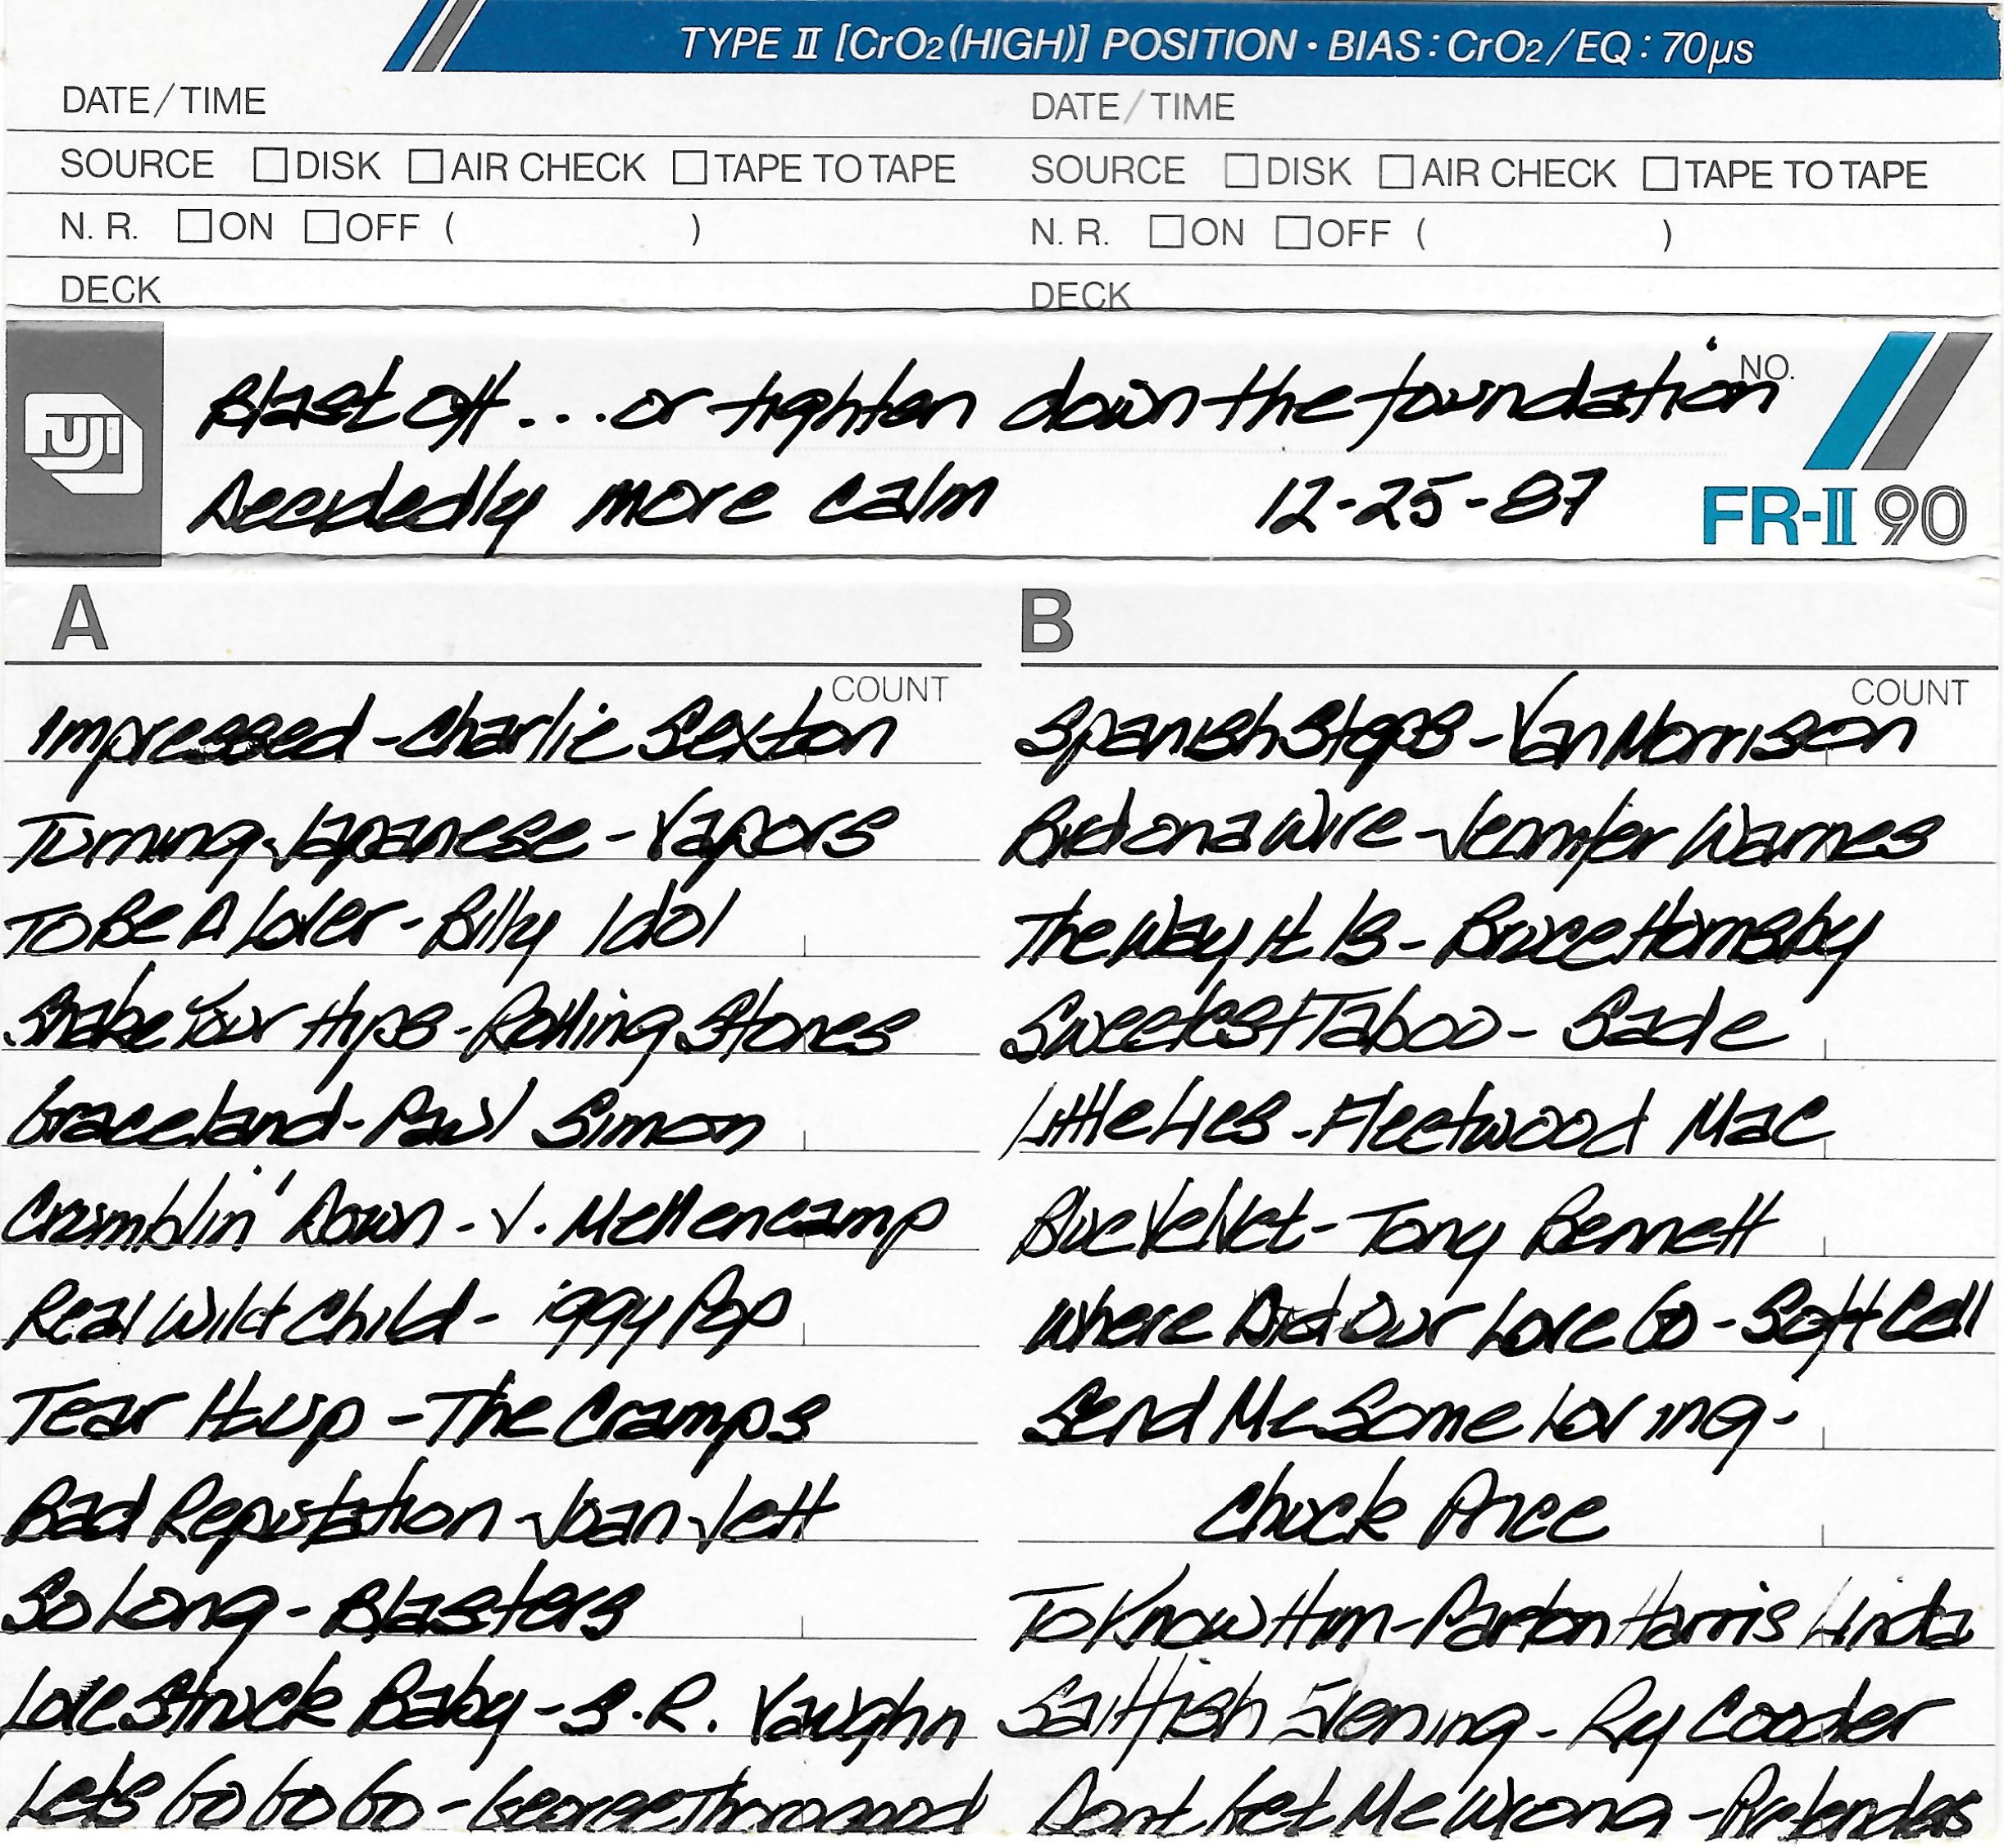 TYPE II [CrO2(HIGH)] POSITION · BIAS: CrO2/EQ: 70µs
DATE/TIME
DATE/TIME
SOURCE □DISK □AIR CHECK □TAPE TO TAPE
SOURCE □DISK □AIR CHECK □TAPE TO TAPE
N. R. □ON □OFF ( )
N. R. □ON □OFF ( )
DECK
DECK
FUJI
Blast off...or tighten down the foundation
NO.
Decidedly more calm 12-25-87
FR-II 90
A
COUNT
Impressed - Charlie Sexton
Turning Japanese - Vapors
To Be A Lover - Billy Idol
Shake Your Hips - Rolling Stones
Graceland - Paul Simon
Crumblin' Down - J. Mellencamp
Real Wild Child - iggy Pop
Tear It Up - The Cramps
Bad Reputation - Joan Jett
So Long - Blasters
Love Struck Baby - S.R. Vaughn
Lets Go Go Go - George Thorogood
B
COUNT
Spanish Steps - Van Morrison
Bird on a Wire - Jennifer Warnes
The Way It Is - Bruce Hornsby
Sweetest Taboo - Sade
Little Lies - Fleetwood Mac
Blue Velvet - Tony Bennett
Where Did Our Love Go - Soft Cell
Send Me Some Loving -
Chuck Price
To Know Him - Parton Harris Linda
Sailfish Evening - Ry Cooder
Dont Get Me Wrong - Pretenders